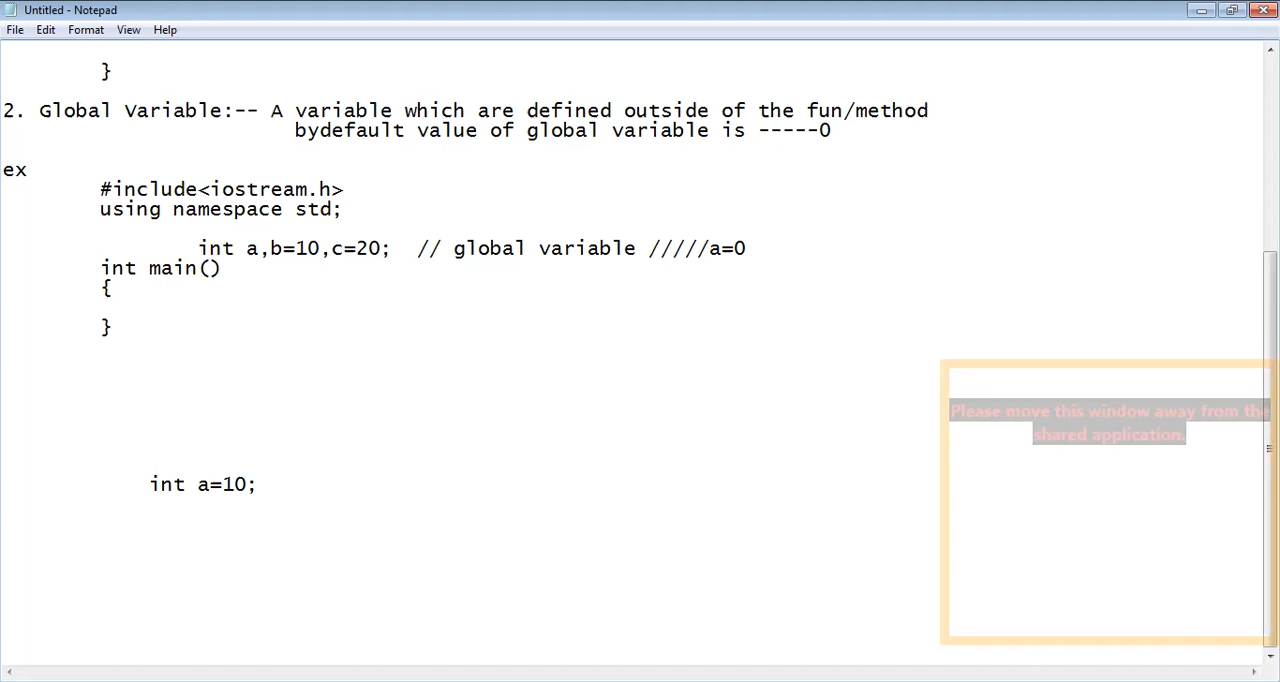 Untitled - Notepad
File Edit Format View Help
}
2. Global Variable:-- A variable which are defined outside of the fun/method
bydefault value of global variable is -----0
ex
#include<iostream.h>
using namespace std;
int a,b=10,c=20; // global variable /////a=0
int main()
{
}
Please move this window away from the
shared application.
int a=10;